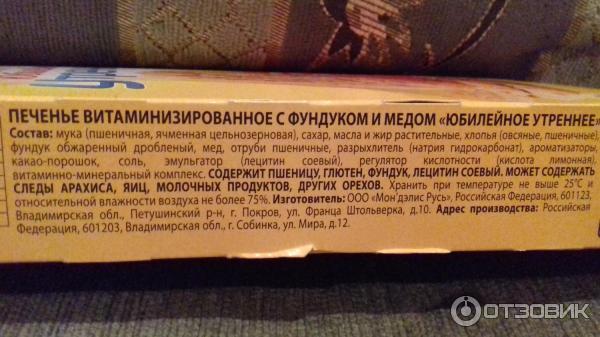 ПЕЧЕНЬЕ ВИТАМИНИЗИРОВАННОЕ С ФУНДУКОМ И МЕДОМ «ЮБИЛЕЙНОЕ УТРЕННЕЕ»
Состав: мука (пшеничная, ячменная цельнозерновая), сахар, масла и жир растительные, хлопья (овсяные, пшеничные),
фундук обжаренный дробленый, мед, отруби пшеничные, разрыхлитель (натрия гидрокарбонат), ароматизаторы,
какао-порошок, соль, эмульгатор (лецитин соевый), регулятор кислотности (кислота лимонная),
витаминно-минеральный комплекс. СОДЕРЖИТ ПШЕНИЦУ, ГЛЮТЕН, ФУНДУК, ЛЕЦИТИН СОЕВЫЙ. МОЖЕТ СОДЕРЖАТЬ
СЛЕДЫ АРАХИСА, ЯИЦ, МОЛОЧНЫХ ПРОДУКТОВ, ДРУГИХ ОРЕХОВ. Хранить при температуре не выше 25°С и
относительной влажности воздуха не более 75%. Изготовитель: ООО «Мон'дэлис Русь», Российская Федерация, 601123,
Владимирская обл., Петушинский р-н, г. Покров, ул. Франца Штольверка, д.10. Адрес производства: Российская
Федерация, 601203, Владимирская обл., г. Собинка, ул. Мира, д.12.
ОТЗОВИК